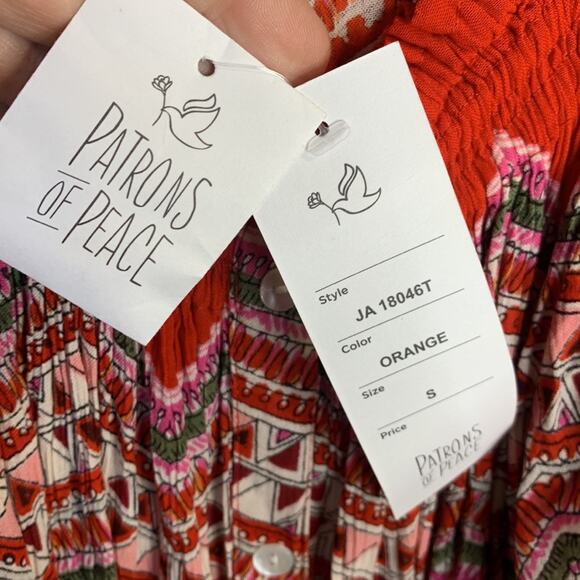 PATRONS
OF PEACE
Style
JA 18046T
Color
ORANGE
Size
S
Price
PATRONS
OF PEACE